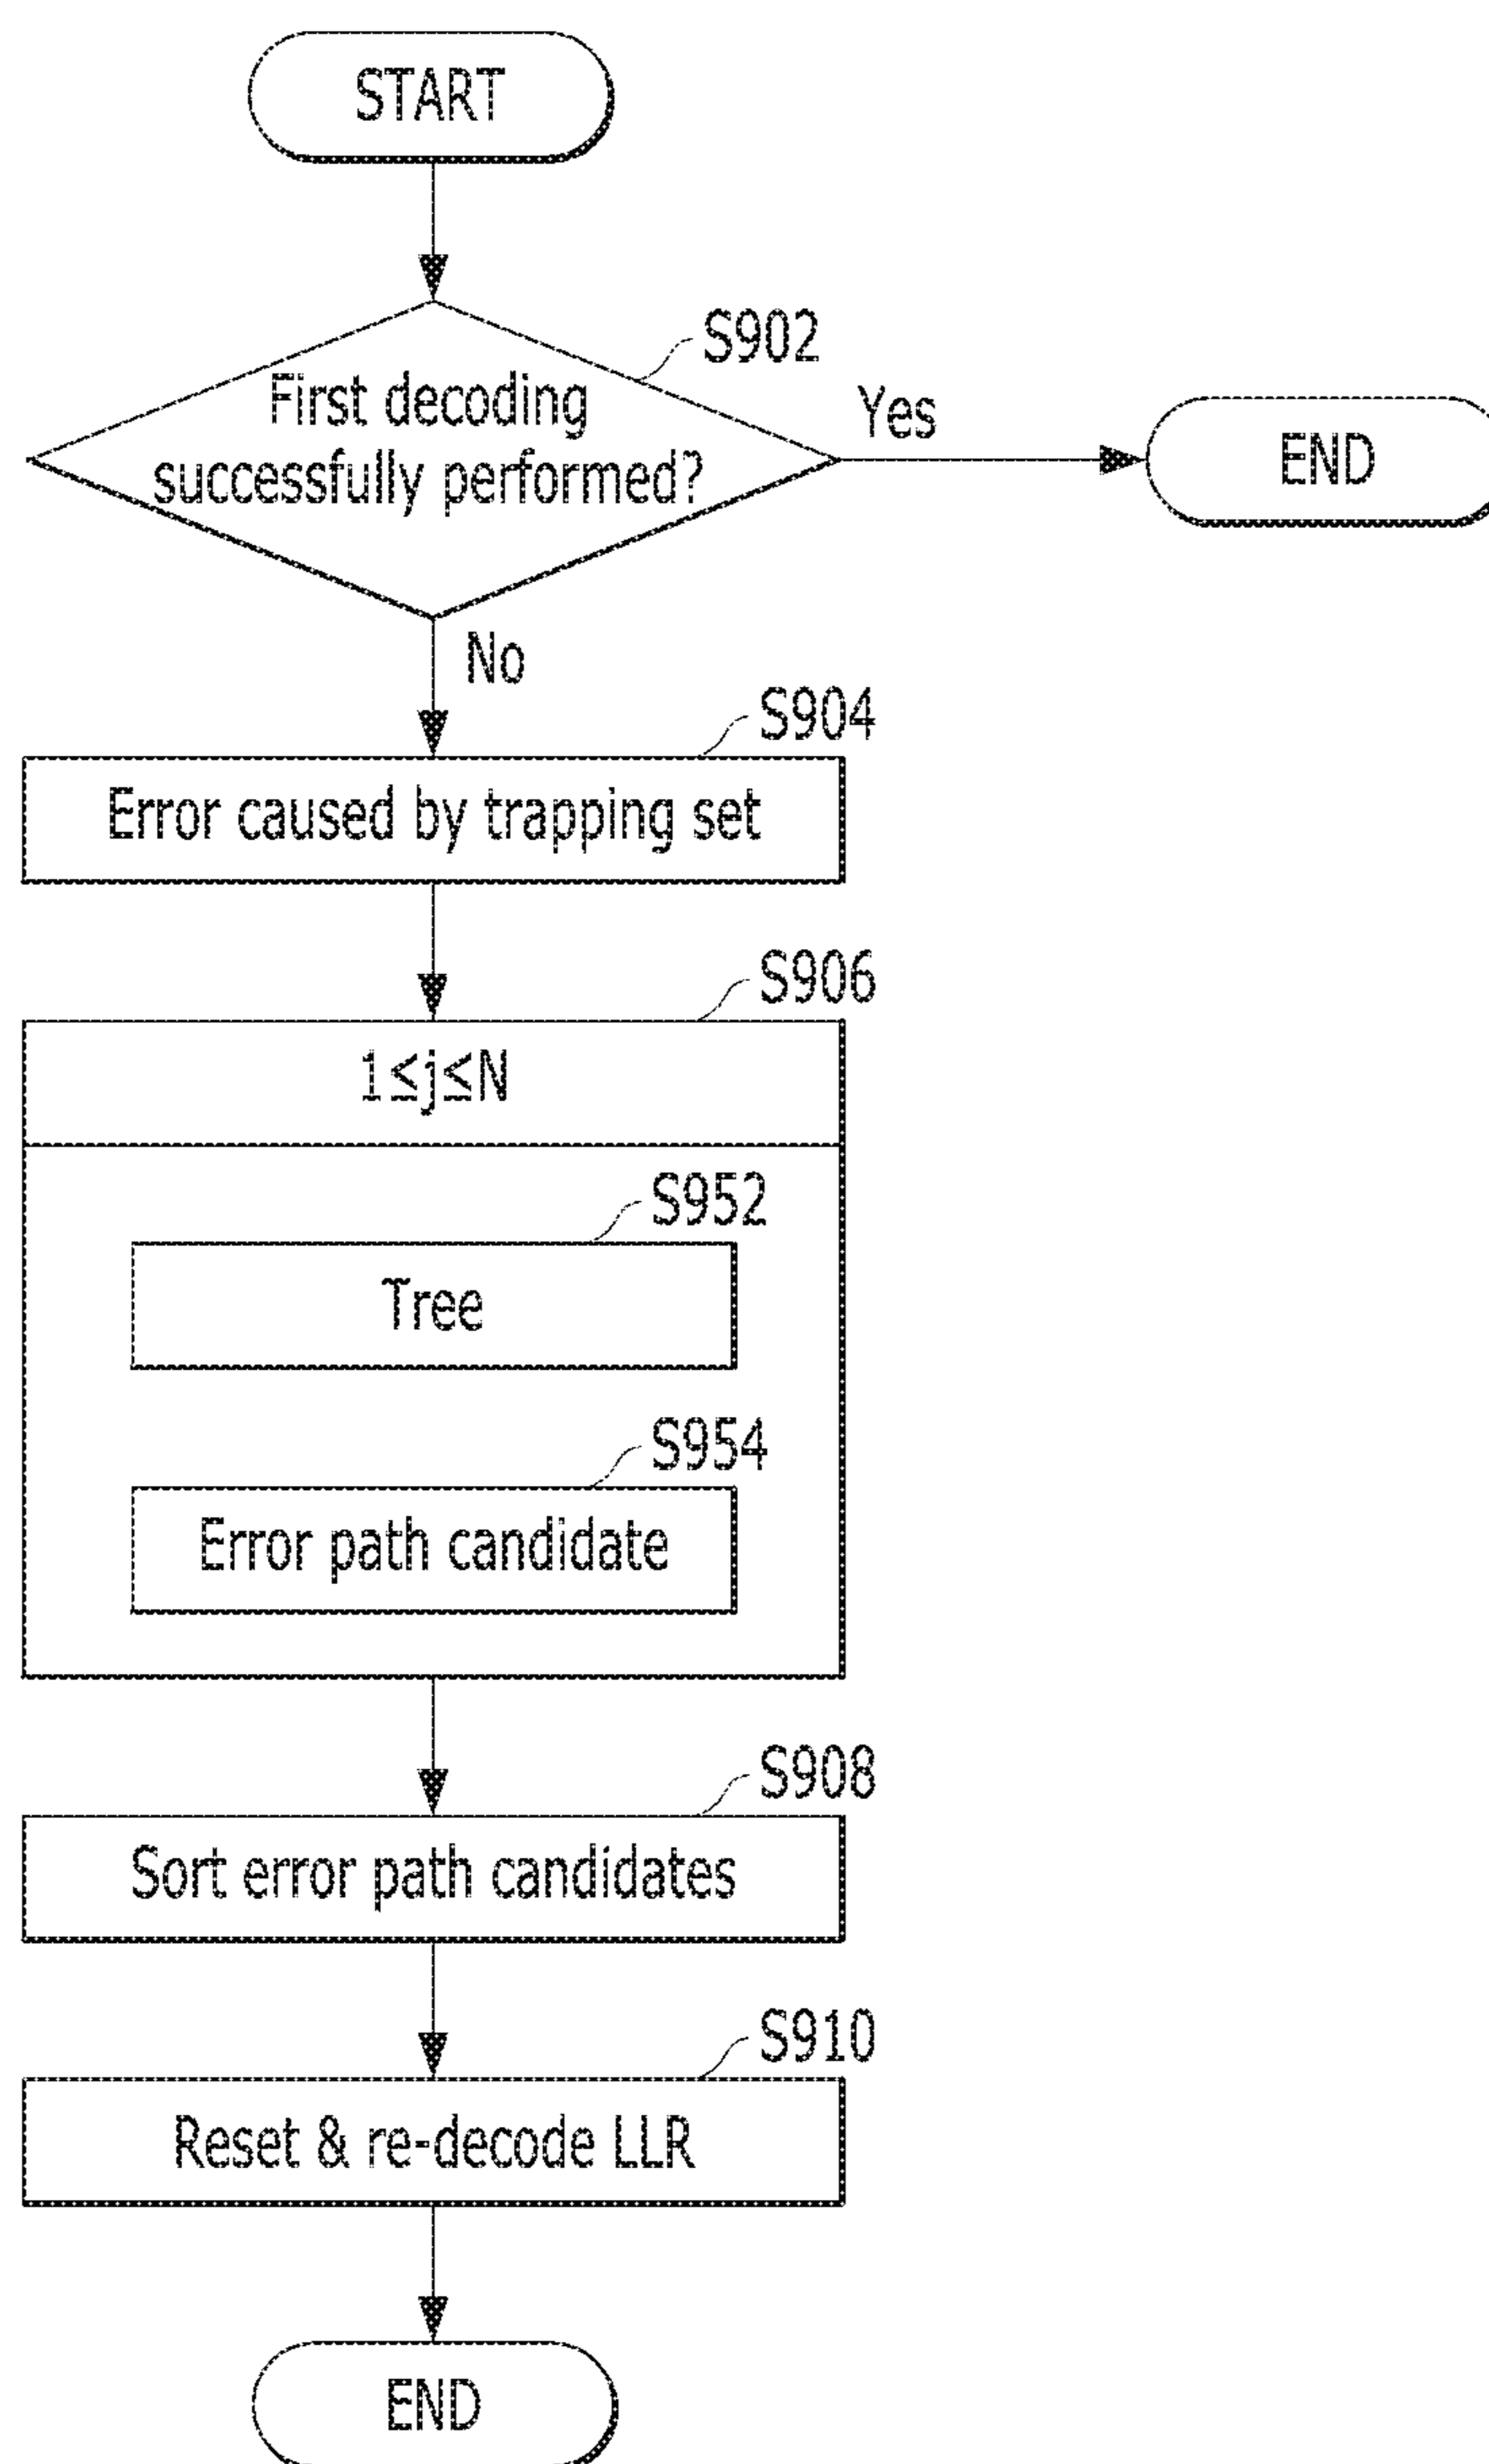 START
S902
First decoding
successfully performed?
Yes
END
No
S904
Error caused by trapping set
S906
1≤j≤N
S952
Tree
S954
Error path candidate
S908
Sort error path candidates
S910
Reset & re-decode LLR
END